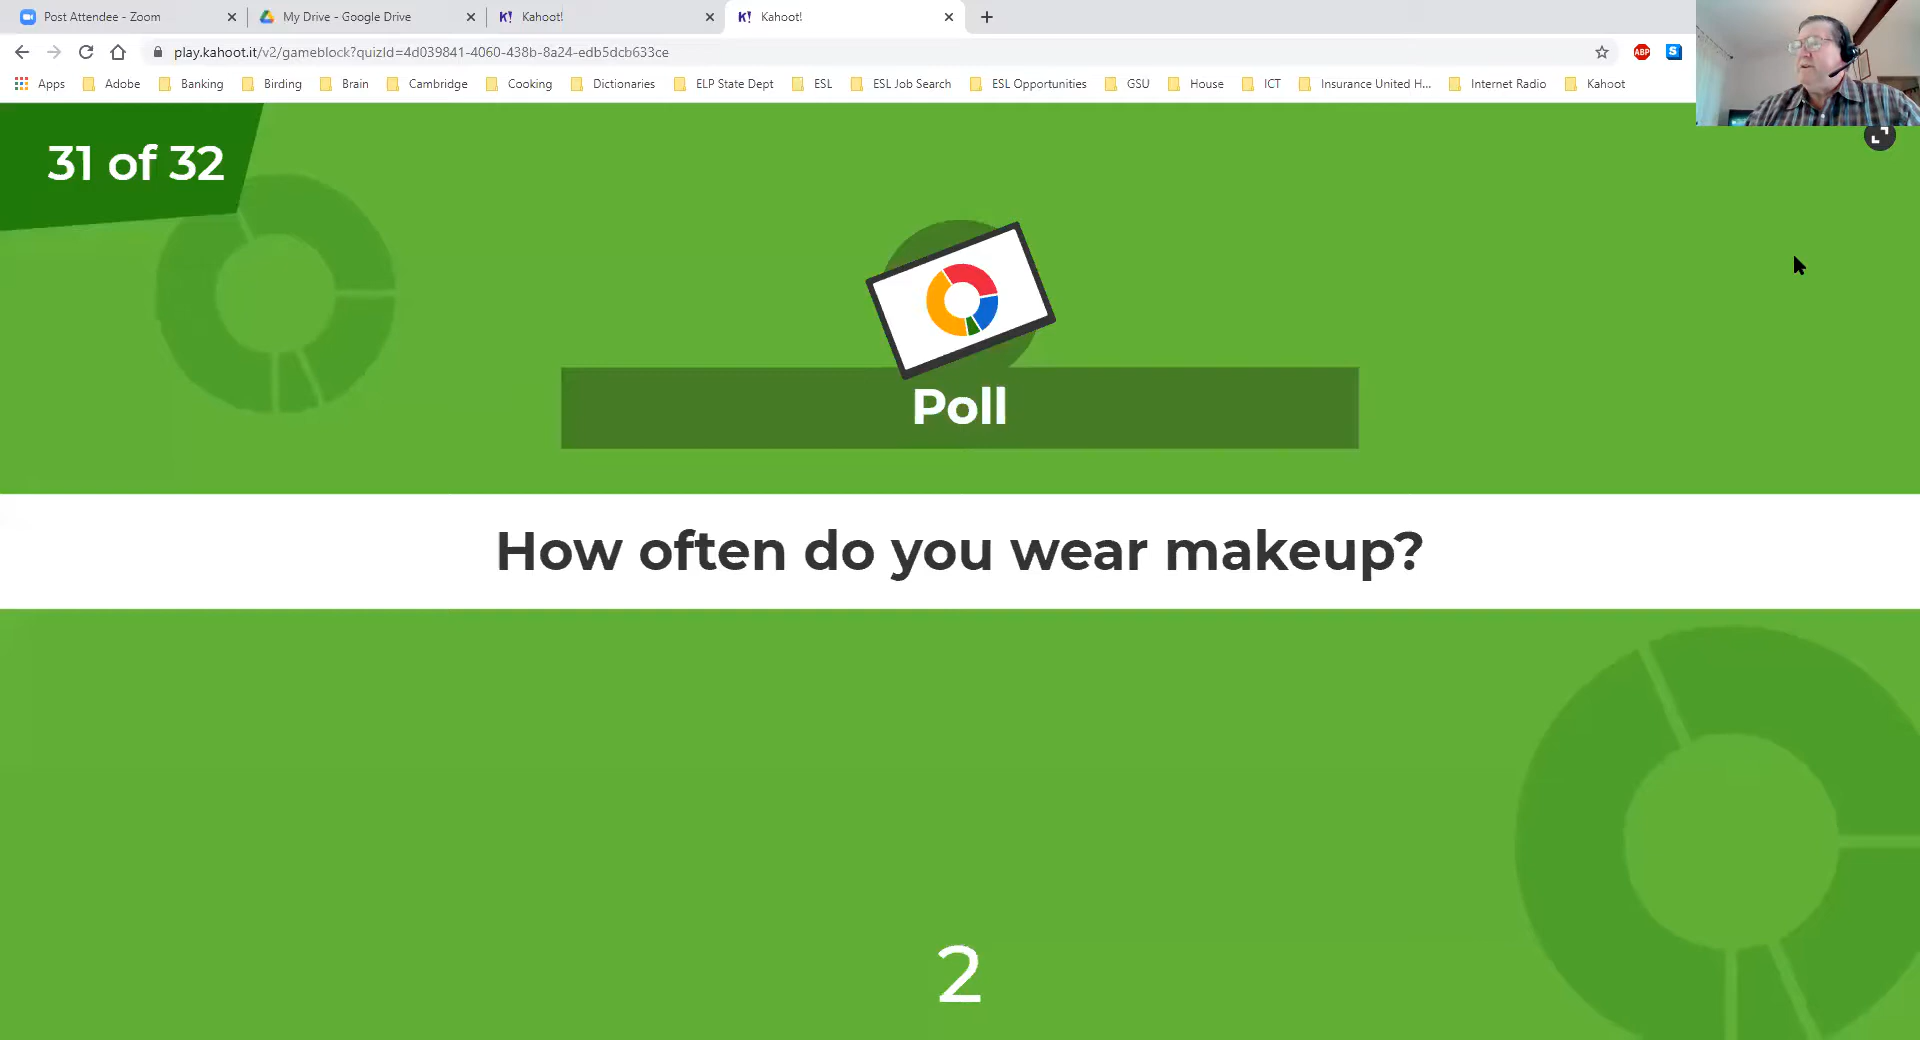 Post Attendee - Zoom
My Drive - Google Drive
K! Kahoot!
K! Kahoot!
play.kahoot.it/v2/gameblock?quizId=4d039841-4060-438b-8a24-edb5dcb633ce
ABP
S
Apps Adobe Banking Birding Brain Cambridge Cooking Dictionaries ELP State Dept ESL ESL Job Search ESL Opportunities GSU House ICT Insurance United H... Internet Radio Kahoot
31 of 32
Poll
How often do you wear makeup?
2